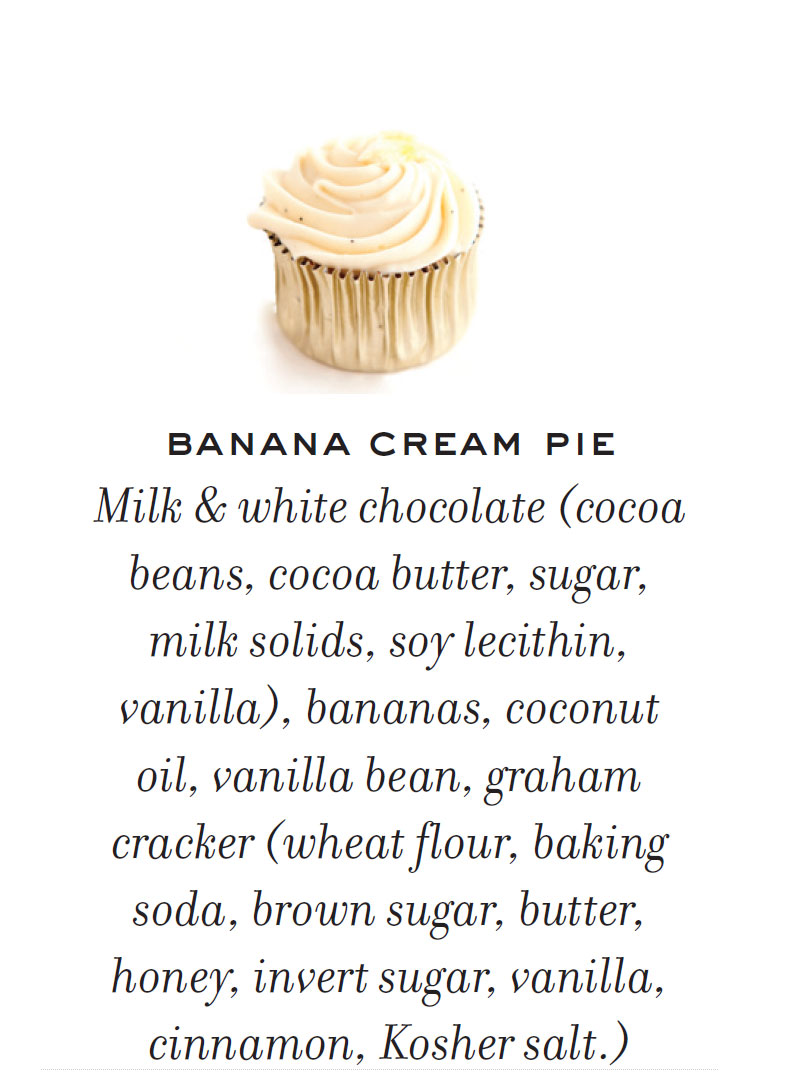 BANANA CREAM PIE
Milk & white chocolate (cocoa
beans, cocoa butter, sugar,
milk solids, soy lecithin,
vanilla), bananas, coconut
oil, vanilla bean, graham
cracker (wheat flour, baking
soda, brown sugar, butter,
honey, invert sugar, vanilla,
cinnamon, Kosher salt.)